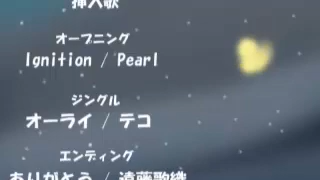 挿入歌
オープニング
Ignition / Pearl
ジングル
オーライ / テコ
エンディング
ありがとう / 遠藤歌織